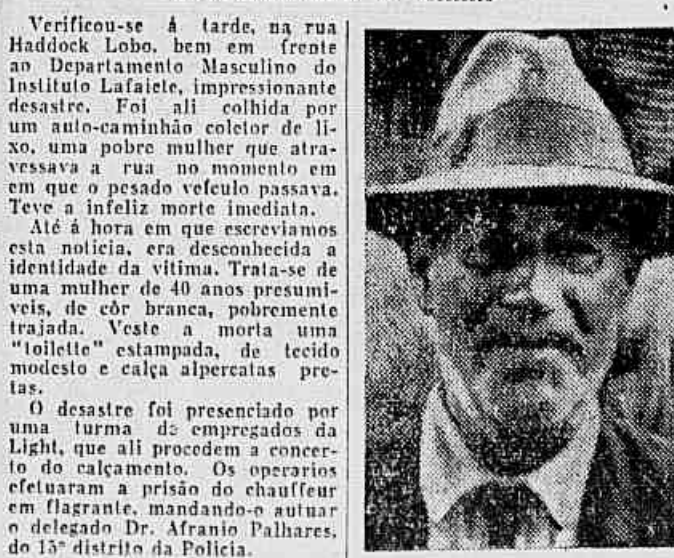 Verificou-se á tarde, na rua
Haddock Lobo, bem em frente
ao Departamento Masculino do
Instituto Lafaiete, impressionante
desastre. Foi ali colhida por
um auto-caminhão coletor de li-
xo, uma pobre mulher que atra-
vessava a rua no momento em
em que o pesado veículo passava.
Teve a infeliz morte imediata.
Até á hora em que escreviamos
esta noticia, era desconhecida a
identidade da vitima. Trata-se de
uma mulher de 40 anos presumi-
veis, de côr branca, pobremente
trajada. Veste a morta uma
"toilette" estampada, de tecido
modesto e calça alpercatas pre-
tas.
O desastre foi presenciado por
uma turma de empregados da
Light, que ali procedem a concer-
to do calçamento. Os operarios
efetuaram a prisão do chauffeur
em flagrante, mandando-o autuar
o delegado Dr. Afranio Palhares,
do 15º distrito da Policia.